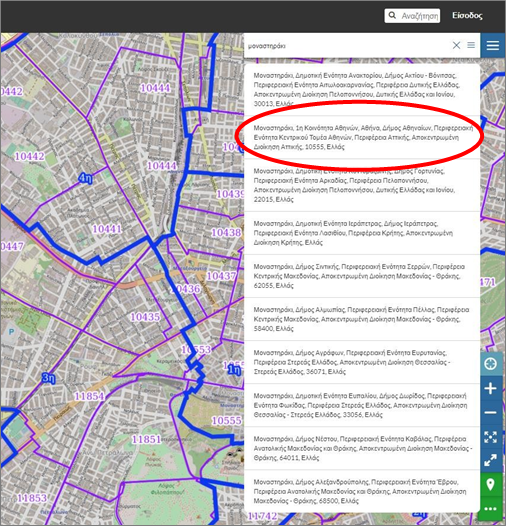 Αναζήτηση
Είσοδος
μοναστηράκι
Μοναστηράκι, Δημοτική Ενότητα Ανακτορίου, Δήμος Ακτίου - Βόνιτσας,
Περιφερειακή Ενότητα Αιτωλοακαρνανίας, Περιφέρεια Δυτικής Ελλάδας,
Αποκεντρωμένη Διοίκηση Πελοποννήσου, Δυτικής Ελλάδας και Ιονίου,
30013, Ελλάς
Μοναστηράκι, 1η Κοινότητα Αθηνών, Αθήνα, Δήμος Αθηναίων, Περιφερειακή
Ενότητα Κεντρικού Τομέα Αθηνών, Περιφέρεια Αττικής, Αποκεντρωμένη
Διοίκηση Αττικής, 10555, Ελλάς
Μοναστηράκι, Δημοτική Ενότητα Κοντοβάζαινας, Δήμος Γορτυνίας,
Περιφερειακή Ενότητα Αρκαδίας, Περιφέρεια Πελοποννήσου,
Αποκεντρωμένη Διοίκηση Πελοποννήσου, Δυτικής Ελλάδας και Ιονίου,
22015, Ελλάς
Μοναστηράκι, Δημοτική Ενότητα Ιεράπετρας, Δήμος Ιεράπετρας,
Περιφερειακή Ενότητα Λασιθίου, Περιφέρεια Κρήτης, Αποκεντρωμένη
Διοίκηση Κρήτης, Ελλάς
Μοναστηράκι, Δήμος Σιντικής, Περιφερειακή Ενότητα Σερρών, Περιφέρεια
Κεντρικής Μακεδονίας, Αποκεντρωμένη Διοίκηση Μακεδονίας - Θράκης,
62055, Ελλάς
Μοναστηράκι, Δήμος Αλμωπίας, Περιφερειακή Ενότητα Πέλλας, Περιφέρεια
Κεντρικής Μακεδονίας, Αποκεντρωμένη Διοίκηση Μακεδονίας - Θράκης,
58400, Ελλάς
Μοναστηράκι, Δήμος Αγράφων, Περιφερειακή Ενότητα Ευρυτανίας,
Περιφέρεια Στερεάς Ελλάδας, Αποκεντρωμένη Διοίκηση Θεσσαλίας -
Στερεάς Ελλάδας, 36071, Ελλάς
Μοναστηράκι, Δημοτική Ενότητα Ευπαλίου, Δήμος Δωρίδος, Περιφερειακή
Ενότητα Φωκίδας, Περιφέρεια Στερεάς Ελλάδας, Αποκεντρωμένη Διοίκηση
Θεσσαλίας - Στερεάς Ελλάδας, 33056, Ελλάς
Μοναστηράκι, Δήμος Νέστου, Περιφερειακή Ενότητα Καβάλας, Περιφέρεια
Ανατολικής Μακεδονίας και Θράκης, Αποκεντρωμένη Διοίκηση Μακεδονίας
- Θράκης, 64011, Ελλάς
Μοναστηράκι, Δήμος Αλεξανδρούπολης, Περιφερειακή Ενότητα Έβρου,
Περιφέρεια Ανατολικής Μακεδονίας και Θράκης, Αποκεντρωμένη Διοίκηση
Μακεδονίας - Θράκης, 68500, Ελλάς
10444
10442
4η
10441
10447
10438
10437
10436
10435
10553
3η
1η
11854
10555
11851
11853
11742